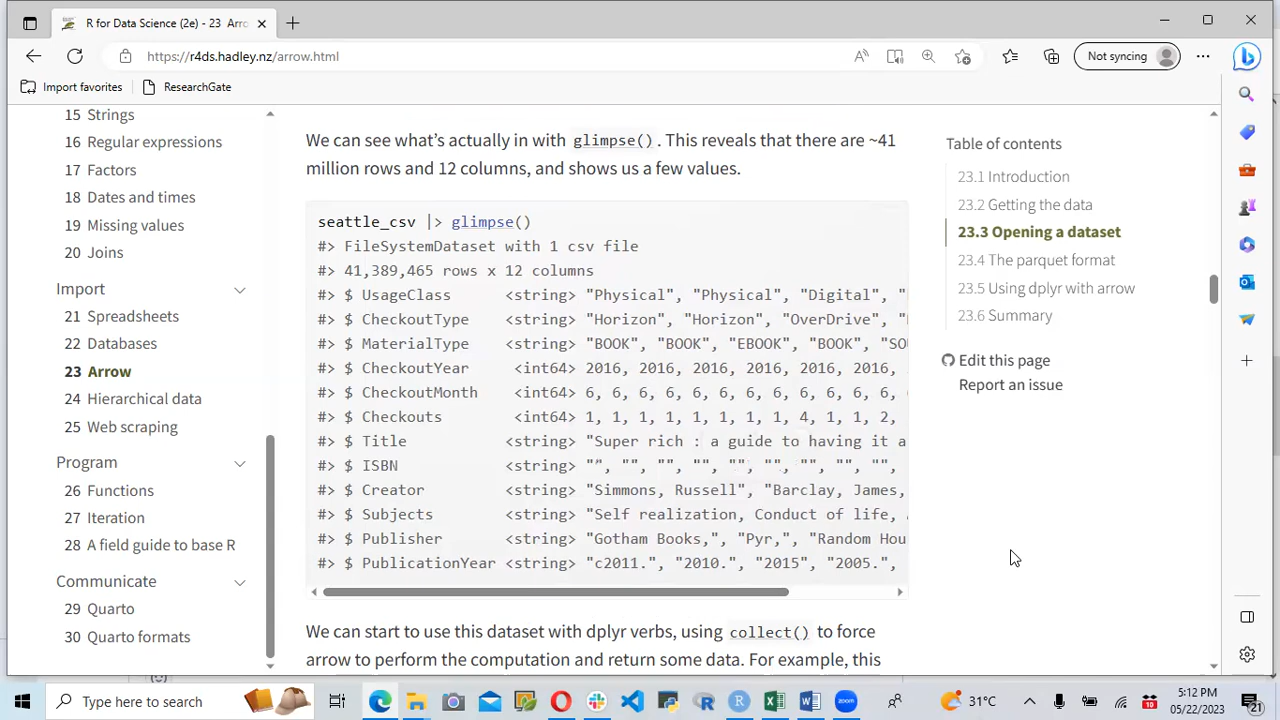 R for Data Science (2e) - 23 Arro
https://r4ds.hadley.nz/arrow.html
Not syncing
Import favorites
ResearchGate
15 Strings
16 Regular expressions
17 Factors
18 Dates and times
19 Missing values
20 Joins
Import
21 Spreadsheets
22 Databases
23 Arrow
24 Hierarchical data
25 Web scraping
Program
26 Functions
27 Iteration
28 A field guide to base R
Communicate
29 Quarto
30 Quarto formats
We can see what’s actually in with glimpse(). This reveals that there are ~41
million rows and 12 columns, and shows us a few values.
seattle_csv |> glimpse()
#> FileSystemDataset with 1 csv file
#> 41,389,465 rows x 12 columns
#> $ UsageClass <string> "Physical", "Physical", "Digital", "
#> $ CheckoutType <string> "Horizon", "Horizon", "OverDrive", "
#> $ MaterialType <string> "BOOK", "BOOK", "EBOOK", "BOOK", "SO
#> $ CheckoutYear <int64> 2016, 2016, 2016, 2016, 2016, 2016,
#> $ CheckoutMonth <int64> 6, 6, 6, 6, 6, 6, 6, 6, 6, 6, 6, 6,
#> $ Checkouts <int64> 1, 1, 1, 1, 1, 1, 1, 1, 4, 1, 1, 2,
#> $ Title <string> "Super rich : a guide to having it a
#> $ ISBN <string> "", "", "", "", "", "", "", "", "",
#> $ Creator <string> "Simmons, Russell", "Barclay, James,
#> $ Subjects <string> "Self realization, Conduct of life,
#> $ Publisher <string> "Gotham Books,", "Pyr,", "Random Hou
#> $ PublicationYear <string> "c2011.", "2010.", "2015", "2005.",
We can start to use this dataset with dplyr verbs, using collect() to force
arrow to perform the computation and return some data. For example, this
Table of contents
23.1 Introduction
23.2 Getting the data
23.3 Opening a dataset
23.4 The parquet format
23.5 Using dplyr with arrow
23.6 Summary
Edit this page
Report an issue
Type here to search
zoom
31°C
5:12 PM
05/22/2023
21